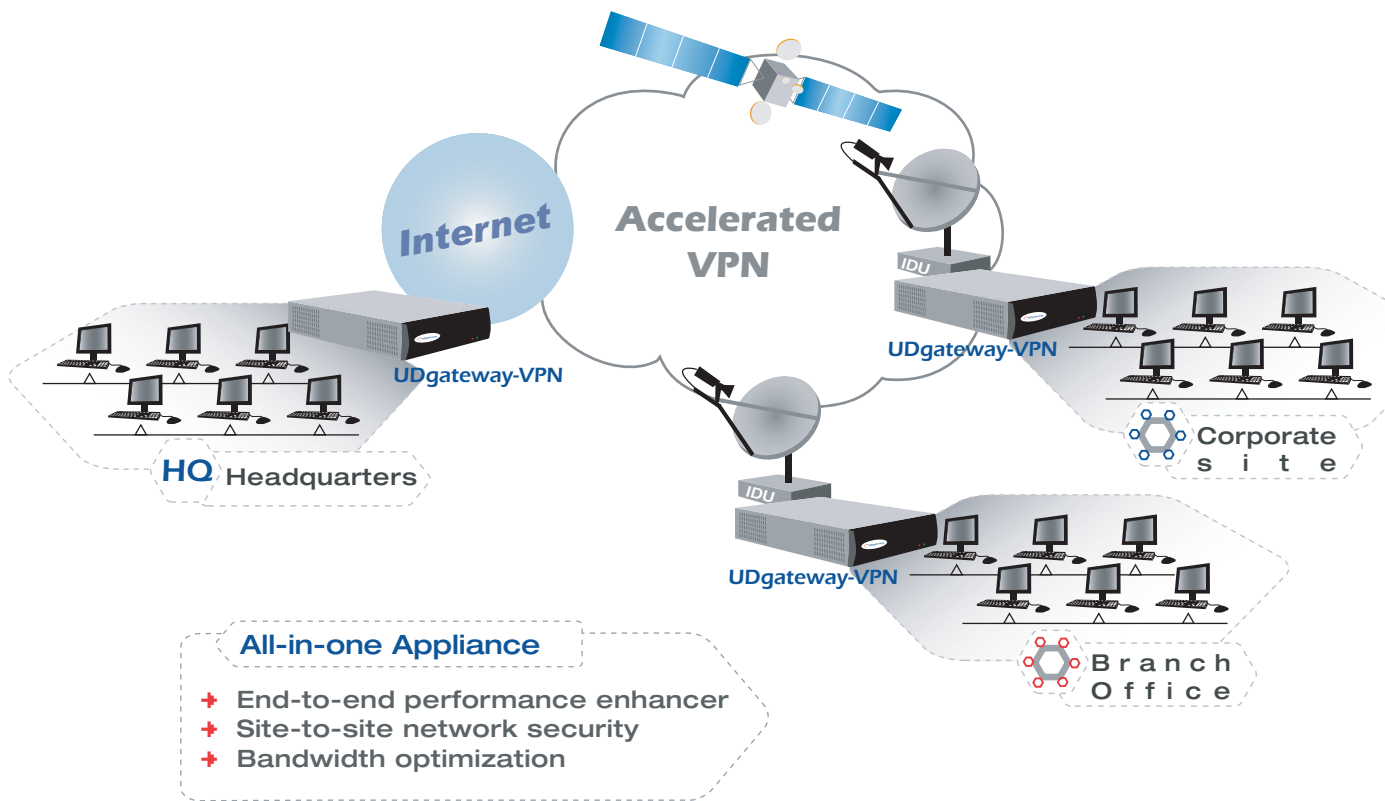 Internet
Accelerated
VPN
IDU
UDgateway-VPN
UDgateway-VPN
HQ Headquarters
Corporate
site
IDU
UDgateway-VPN
Branch
Office
All-in-one Appliance
End-to-end performance enhancer
Site-to-site network security
Bandwidth optimization